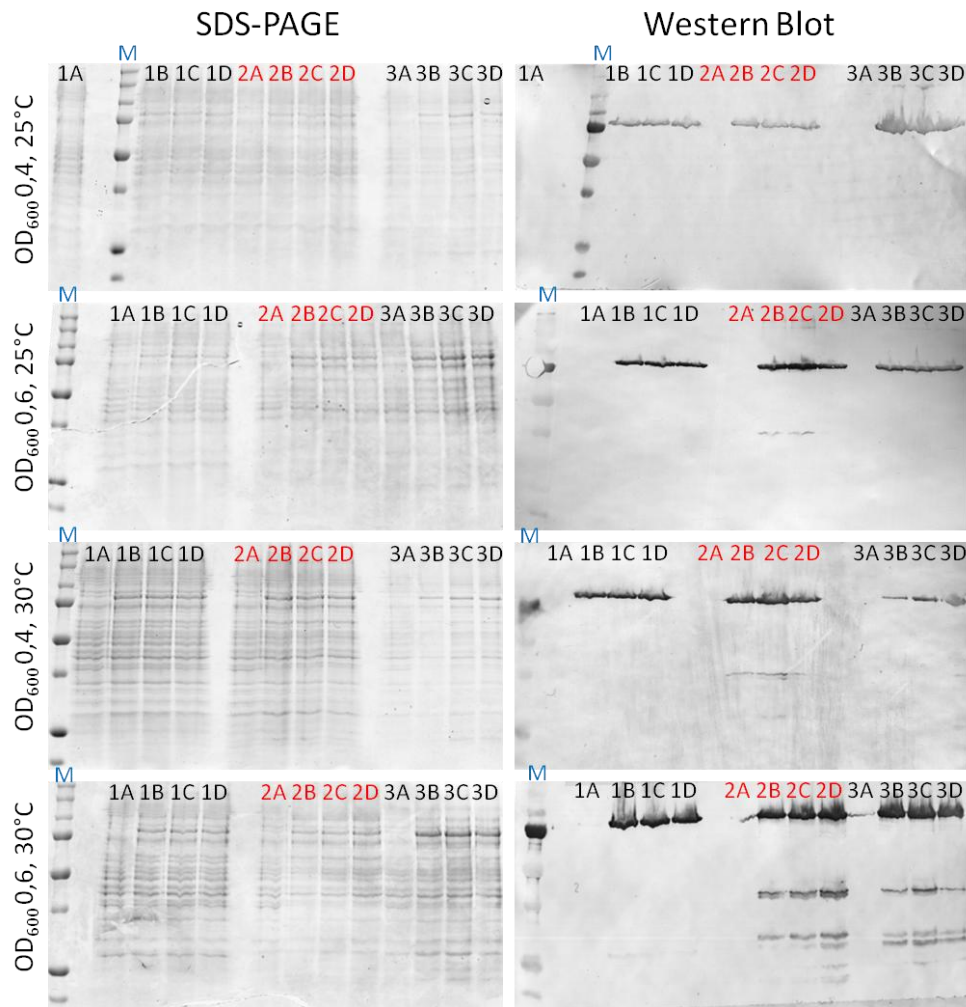 SDS-PAGE Western Blot
M M
1A 1B 1C 1D 2A 2B 2C 2D 3A 3B 3C 3D 1A 1B 1C 1D 2A 2B 2C 2D 3A 3B 3C 3D
OD600 0,4, 25°C
M M
1A 1B 1C 1D 2A 2B 2C 2D 3A 3B 3C 3D 1A 1B 1C 1D 2A 2B 2C 2D 3A 3B 3C 3D
OD600 0,6, 25°C
M
1A 1B 1C 1D 2A 2B 2C 2D 3A 3B 3C 3D 1A 1B 1C 1D 2A 2B 2C 2D 3A 3B 3C 3D
OD600 0,4, 30°C
M M
1A 1B 1C 1D 2A 2B 2C 2D 3A 3B 3C 3D 1A 1B 1C 1D 2A 2B 2C 2D 3A 3B 3C 3D
OD600 0,6, 30°C